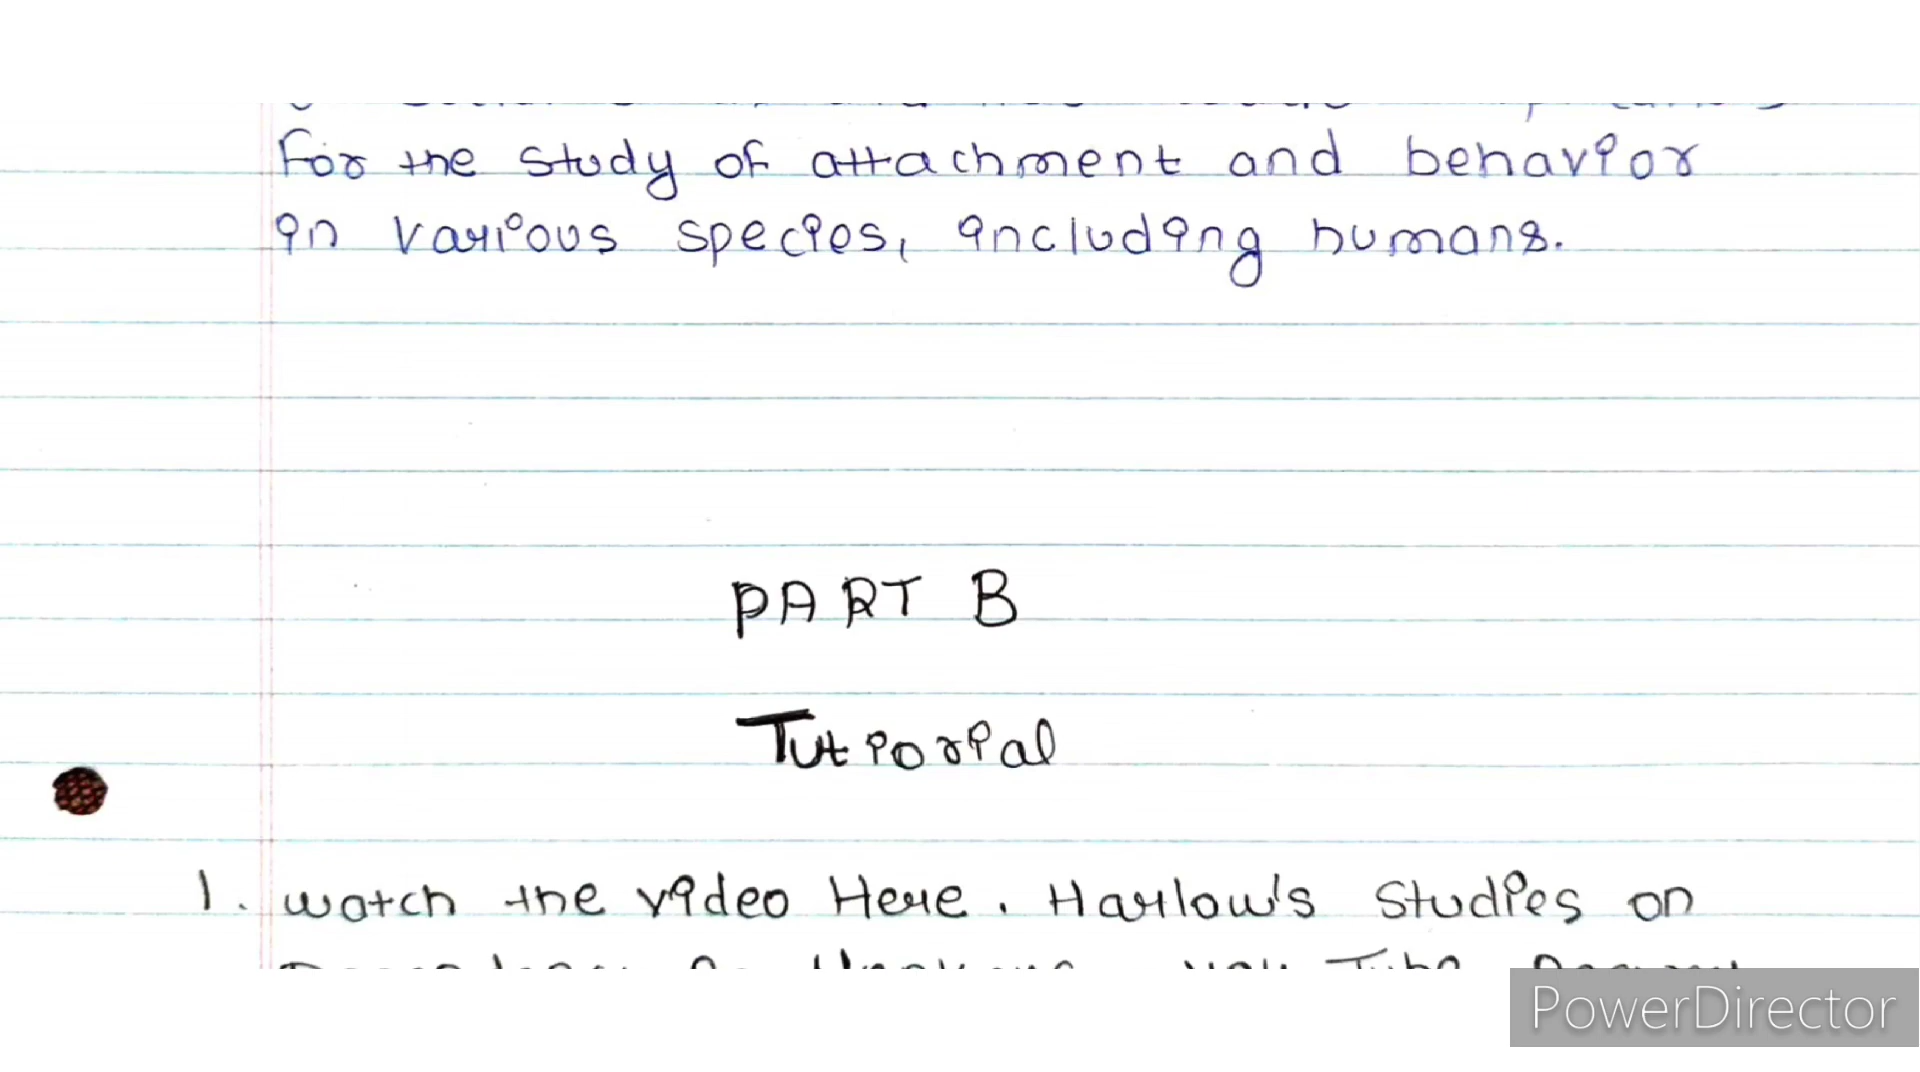 for the study of attachment and behavior
in various species, including humans.
PART B
Tutiorial
1. watch the video Here. Harlow's Studies on
PowerDirector